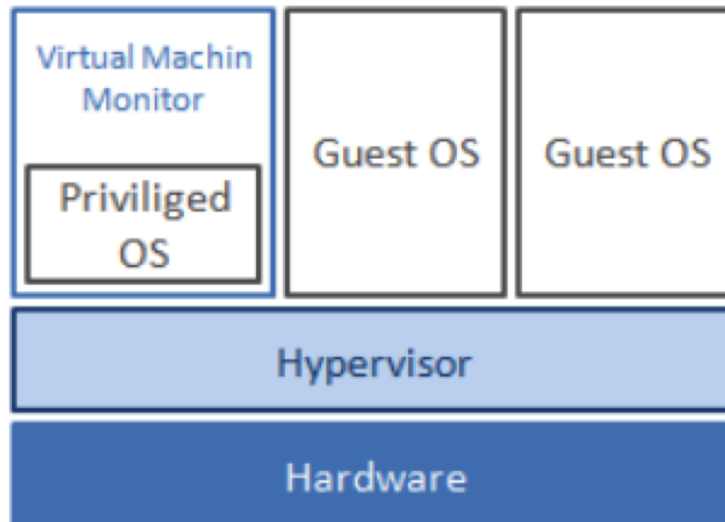 Virtual Machin
Monitor
Priviliged
OS
Guest OS
Guest OS
Hypervisor
Hardware